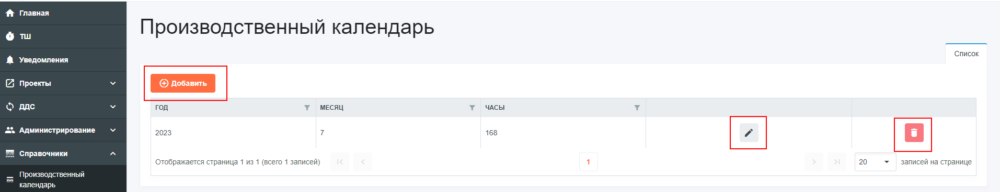 Главная
ТШ
Уведомления
Проекты
ДДС
Администрирование
Справочники
Производственный
календарь
Производственный календарь
Список
Добавить
ГОД МЕСЯЦ ЧАСЫ
2023 7 168
Отображается страница 1 из 1 (всего 1 записей) 1 20 записей на странице